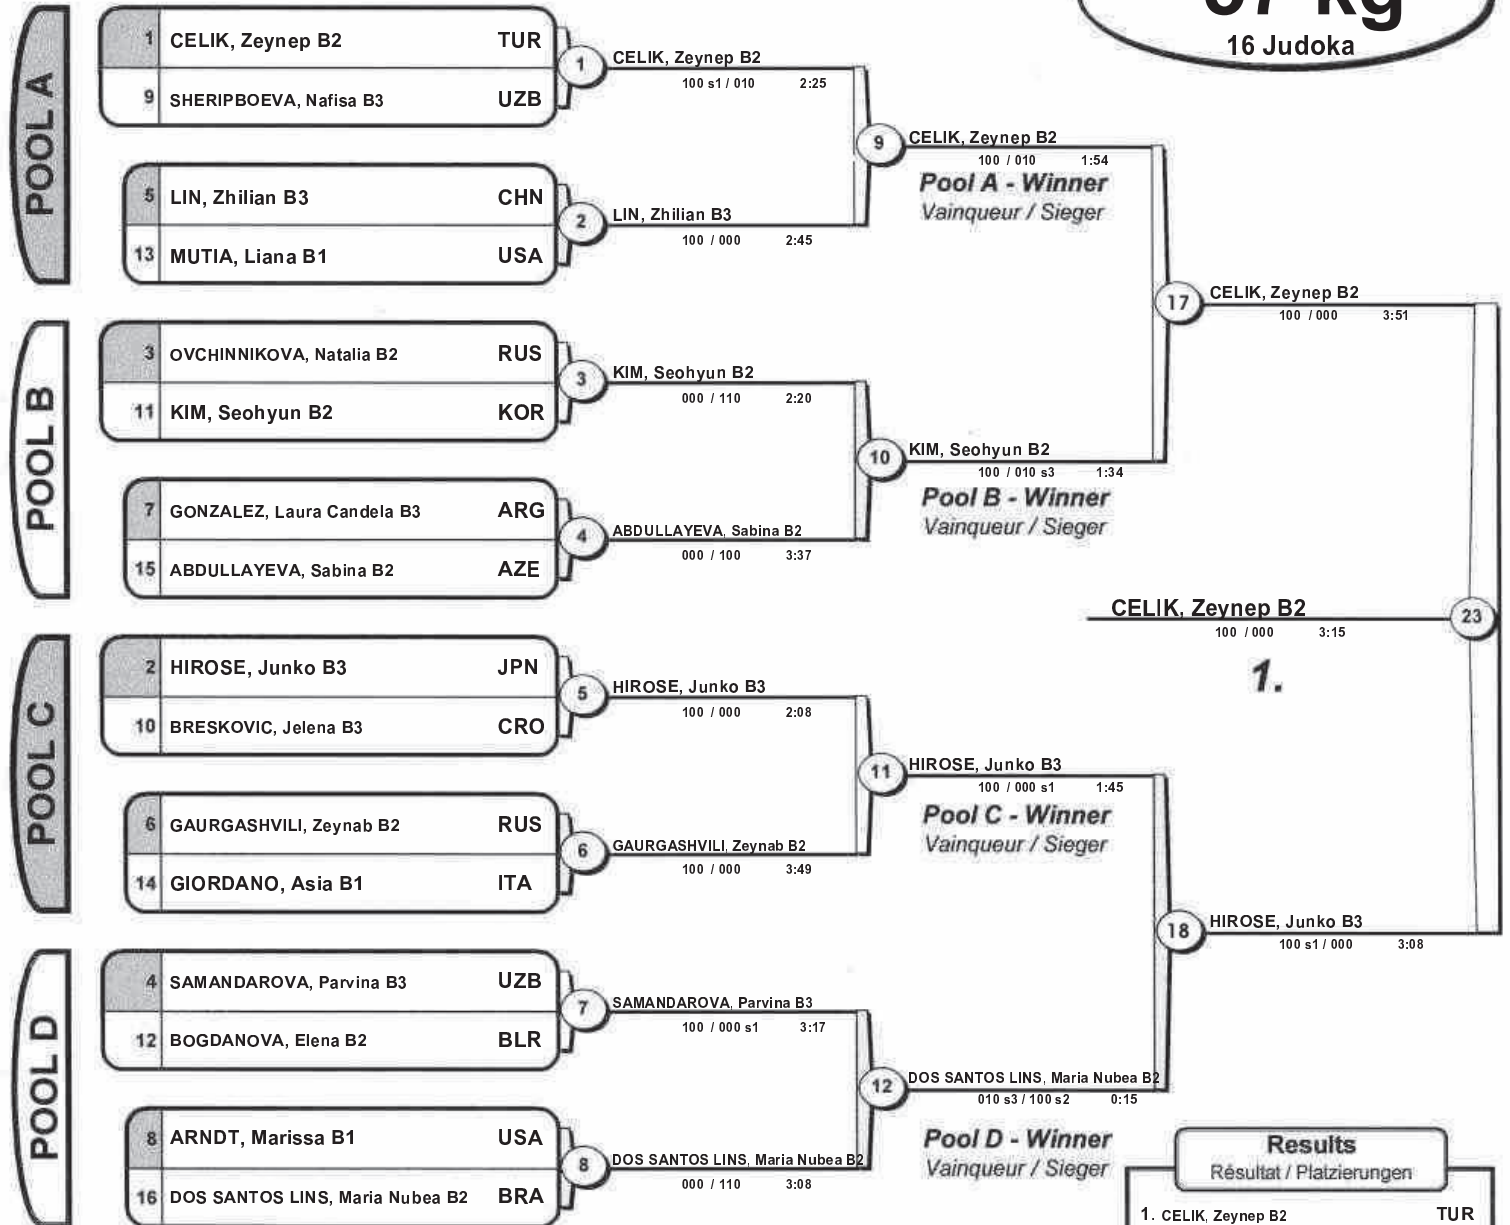 kg
16 Judoka
POOL A
1 CELIK, Zeynep B2 TUR
9 SHERIPBOEVA, Nafisa B3 UZB
1
CELIK, Zeynep B2
100 s1 / 010 2:25
5 LIN, Zhilian B3 CHN
13 MUTIA, Liana B1 USA
2
LIN, Zhilian B3
100 / 000 2:45
9
CELIK, Zeynep B2
100 / 010 1:54
Pool A - Winner
Vainqueur / Sieger
POOL B
3 OVCHINNIKOVA, Natalia B2 RUS
11 KIM, Seohyun B2 KOR
3
KIM, Seohyun B2
000 / 110 2:20
7 GONZALEZ, Laura Candela B3 ARG
15 ABDULLAYEVA, Sabina B2 AZE
4
ABDULLAYEVA, Sabina B2
000 / 100 3:37
10
KIM, Seohyun B2
100 / 010 s3 1:34
Pool B - Winner
Vainqueur / Sieger
17
CELIK, Zeynep B2
100 / 000 3:51
POOL C
2 HIROSE, Junko B3 JPN
10 BRESKOVIC, Jelena B3 CRO
5
HIROSE, Junko B3
100 / 000 2:08
6 GAURGASHVILI, Zeynab B2 RUS
14 GIORDANO, Asia B1 ITA
6
GAURGASHVILI, Zeynab B2
100 / 000 3:49
11
HIROSE, Junko B3
100 / 000 s1 1:45
Pool C - Winner
Vainqueur / Sieger
POOL D
4 SAMANDAROVA, Parvina B3 UZB
12 BOGDANOVA, Elena B2 BLR
7
SAMANDAROVA, Parvina B3
100 / 000 s1 3:17
8 ARNDT, Marissa B1 USA
16 DOS SANTOS LINS, Maria Nubea B2 BRA
8
DOS SANTOS LINS, Maria Nubea B2
000 / 110 3:08
12
DOS SANTOS LINS, Maria Nubea B2
010 s3 / 100 s2 0:15
Pool D - Winner
Vainqueur / Sieger
18
HIROSE, Junko B3
100 s1 / 000 3:08
23
CELIK, Zeynep B2
100 / 000 3:15
1.
Results
Résultat / Platzierungen
1. CELIK, Zeynep B2 TUR